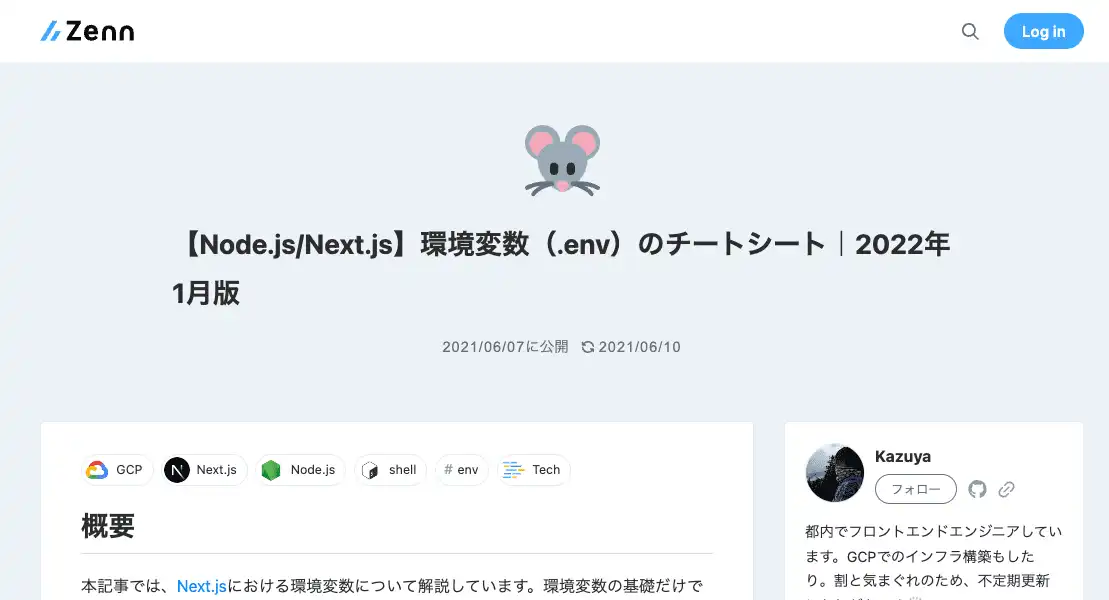 Zenn
Log in
【Node.js/Next.js】環境変数（.env）のチートシート｜2022年
1月版
2021/06/07に公開 2021/06/10
GCP Next.js Node.js shell # env Tech
概要
本記事では、Next.jsにおける環境変数について解説しています。環境変数の基礎だけで
Kazuya
フォロー
都内でフロントエンドエンジニアしてい
ます。GCPでのインフラ構築もした
り。割と気まぐれのため、不定期更新